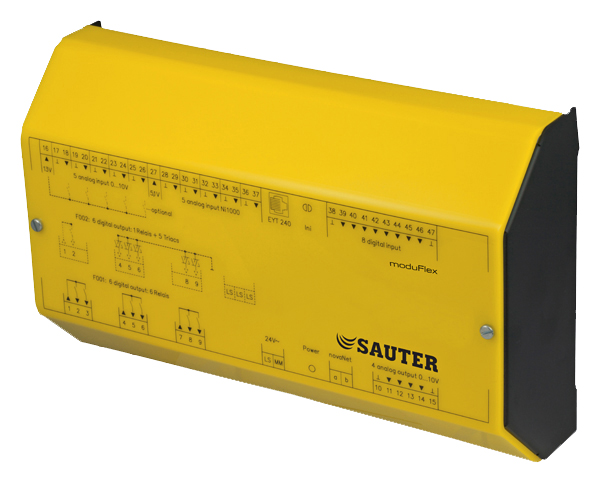 16 17 18 19 20 21 22 23 24 25 26 27 28 29 30 31 32 33 34 35 36 37
5 analog input 0...10V
5 analog input Ni1000
optional
EYT 240
38 39 40 41 42 43 44 45 46 47
8 digital input
moduFlex
F002: 6 digital output: 1 Relais + 5 Triacs
1 2
4 5 6
8 9
LS LS LS
F001: 6 digital output: 6 Relais
1 2 3
4 5 6
7 8 9
24V~
LS MM
Power
novaNet
a b
SAUTER
4 analog output 0...10V
10 11 12 13 14 15